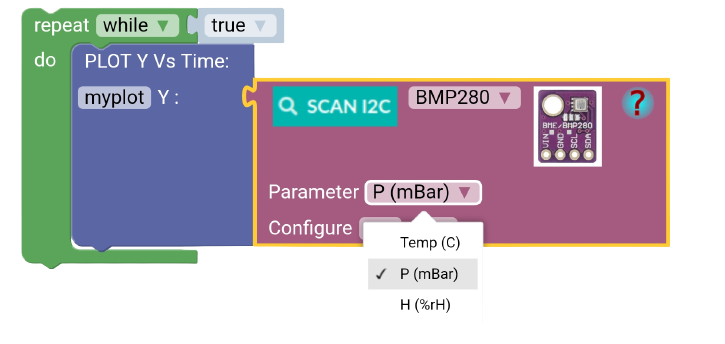 repeat while ▼ true ▼
do PLOT Y Vs Time:
myplot Y : SCAN I2C BMP280 ▼ ?
BME/BMP280
VIN GND SCL SDA
Parameter P (mBar) ▼
Configure
Temp (C)
✓ P (mBar)
H (%rH)